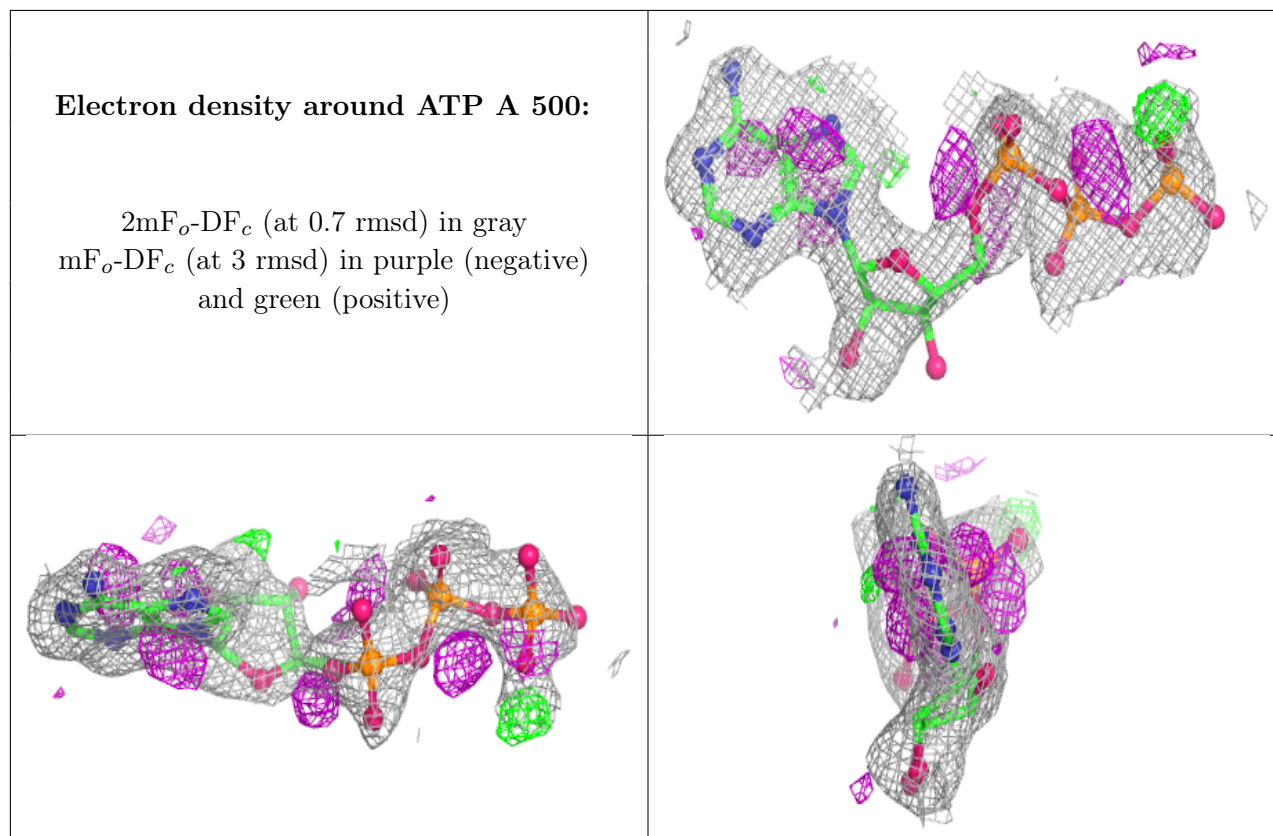 Electron density around ATP A 500:
2mFₒ-DF𝒸 (at 0.7 rmsd) in gray
mFₒ-DF𝒸 (at 3 rmsd) in purple (negative)
and green (positive)